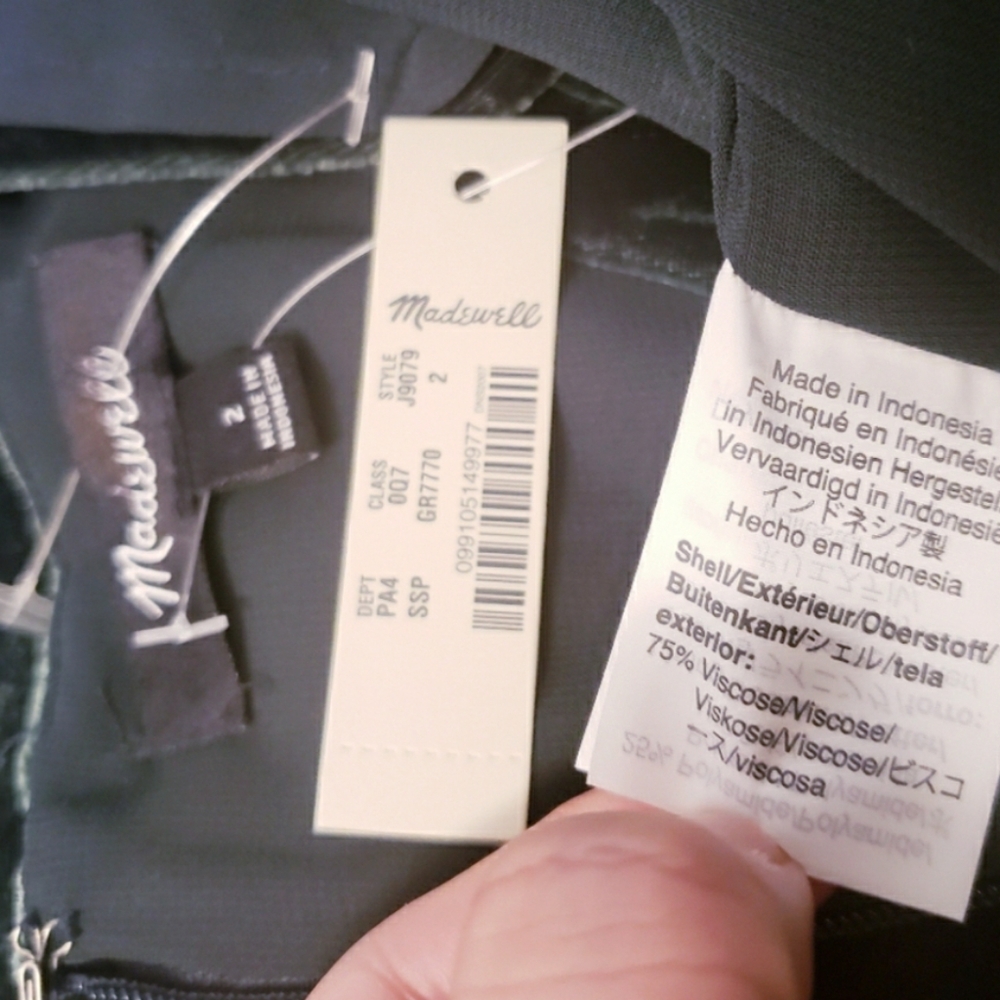 Madewell
2
MADE IN
INDONESIA
Madewell
STYLE
J9079
2
CLASS
0Q7
GR7770
DEPT
PA4
SSP
099105149977
Made in Indonesia
Fabriqué en Indonésie
in Indonesien Hergestel
Vervaardigd in Indonesië
インドネシア製
Hecho en Indonesia
Shell/Extérieur/Oberstoff/
Buitenkant/シェル/tela
exterior:
75% Viscose/Viscose/
Viskose/Viscose/ビスコ
ース/viscosa